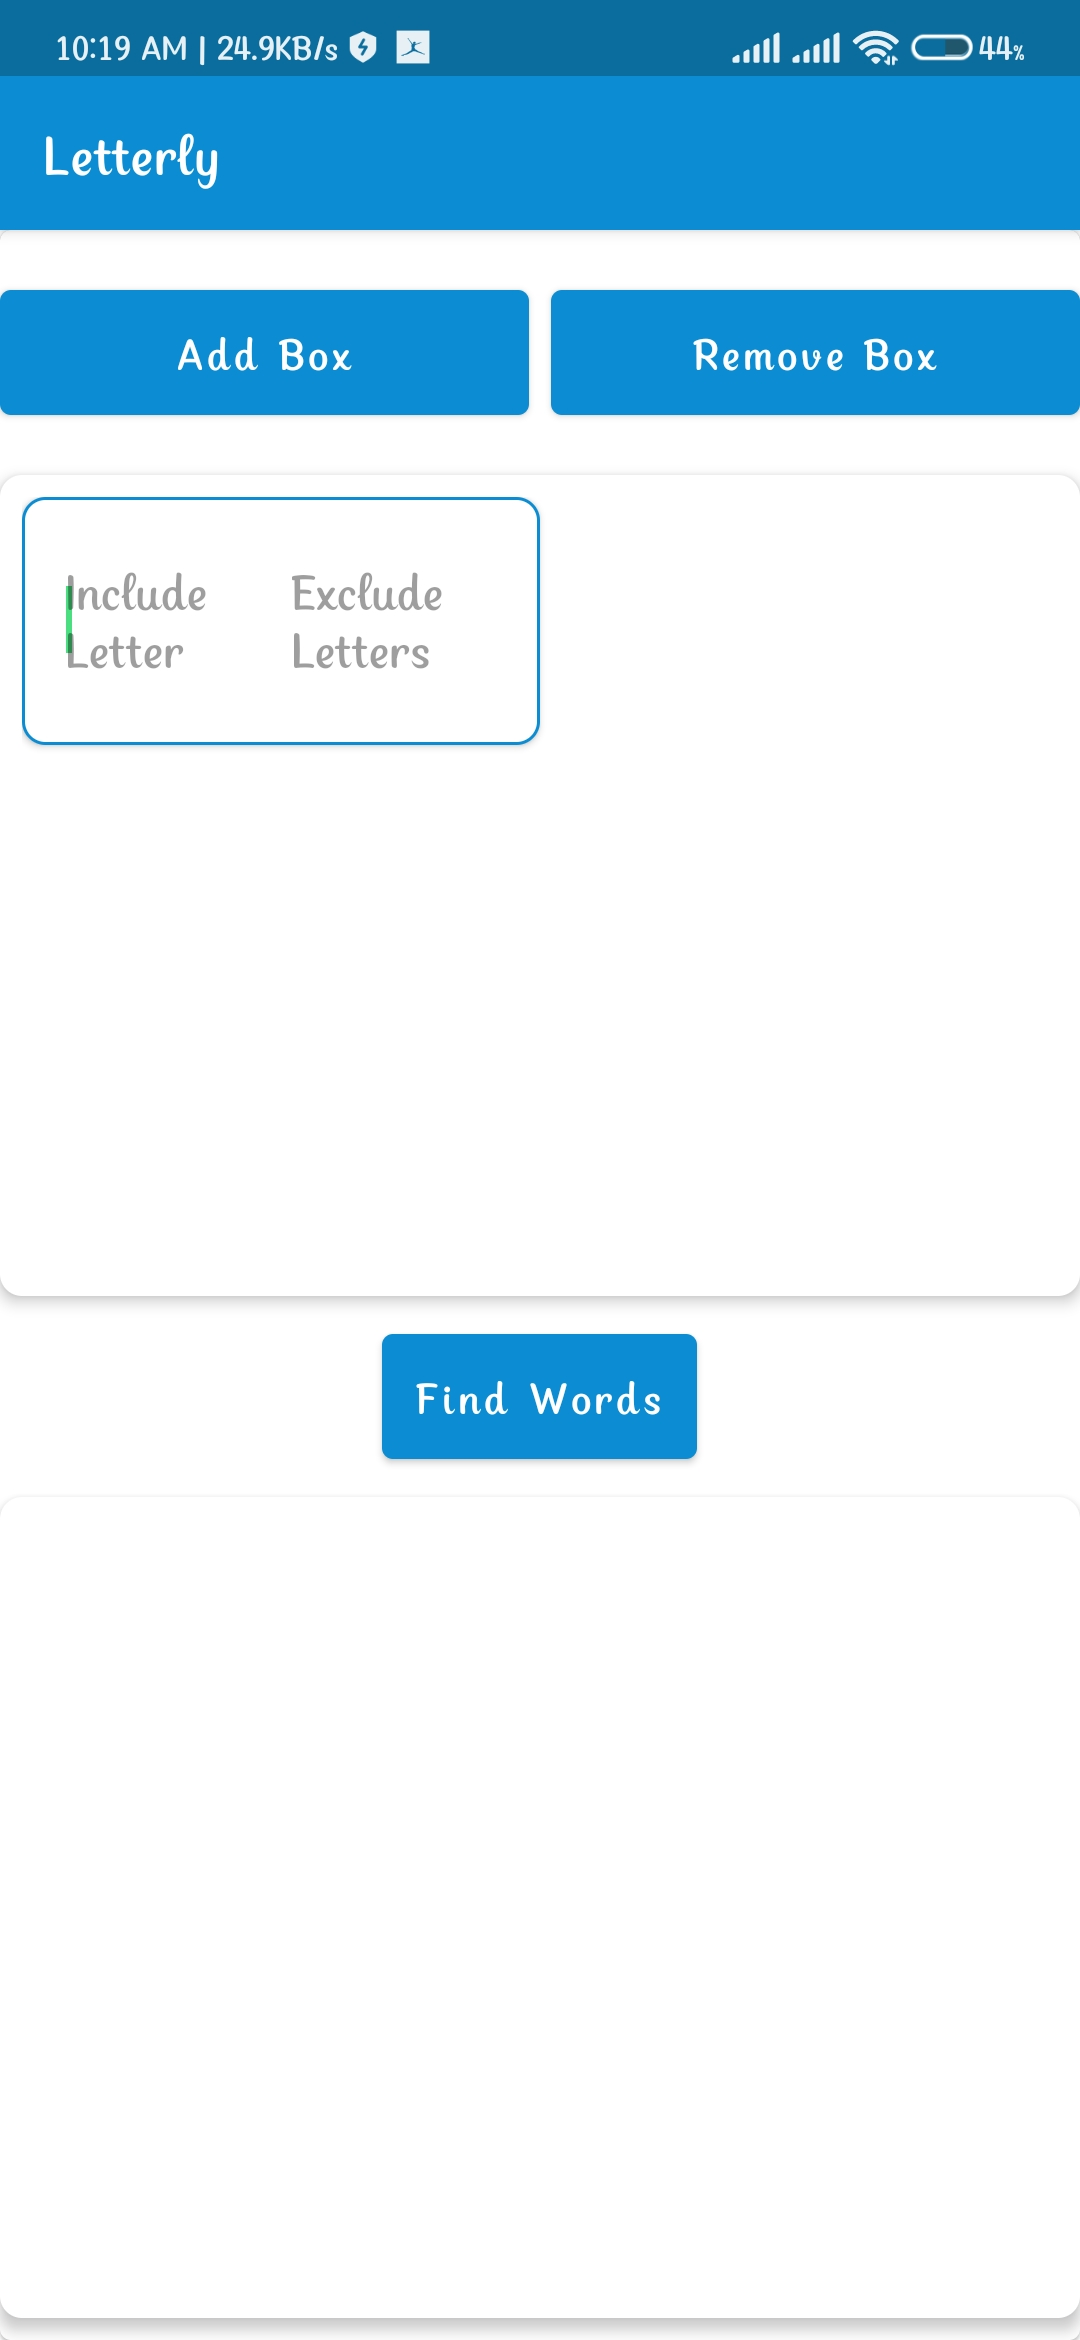 10:19 AM | 24.9KB/s 44%
Letterly
Add Box Remove Box
Include Exclude
Letter Letters
Find Words